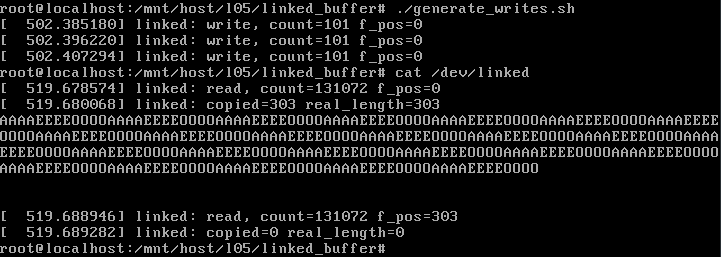 root@localhost:/mnt/host/l05/linked_buffer# ./generate_writes.sh
[  502.385180] linked: write, count=101 f_pos=0
[  502.396220] linked: write, count=101 f_pos=0
[  502.407294] linked: write, count=101 f_pos=0
root@localhost:/mnt/host/l05/linked_buffer# cat /dev/linked
[  519.678574] linked: read, count=131072 f_pos=0
[  519.680068] linked: copied=303 real_length=303
AAAAEEEEOOOOAAAAEEEEOOOOAAAAEEEEOOOOAAAAEEEEOOOOAAAAEEEEOOOOAAAAEEEEOOOOAAAAEEEE
OOOOAAAAEEEEOOOOAAAAEEEEOOOOAAAAEEEEOOOOAAAAEEEEOOOOAAAAEEEEOOOOAAAAEEEEOOOOAAAA
EEEEOOOOAAAAEEEEOOOOAAAAEEEEOOOOAAAAEEEEOOOOAAAAEEEEOOOOAAAAEEEEOOOOAAAAEEEEOOOO
AAAAEEEEOOOOAAAAEEEEOOOOAAAAEEEEOOOOAAAAEEEEOOOOAAAAEEEEOOOO
[  519.688946] linked: read, count=131072 f_pos=303
[  519.689282] linked: copied=0 real_length=0
root@localhost:/mnt/host/l05/linked_buffer#